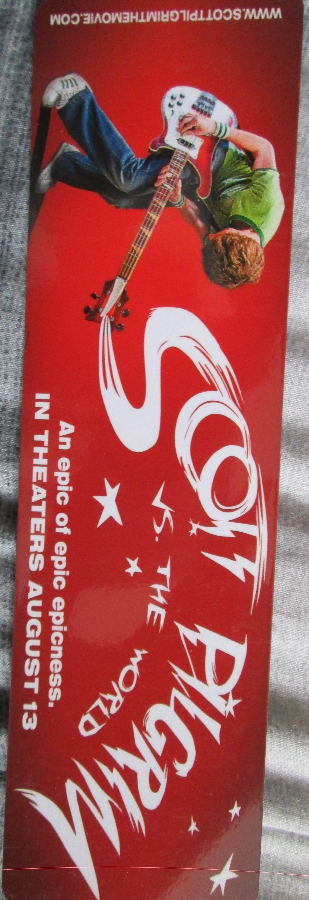 SCOTT PILGRIM
VS. THE WORLD
An epic of epic epicness.
IN THEATERS AUGUST 13
WWW.SCOTTPILGRIMTHEMOVIE.COM